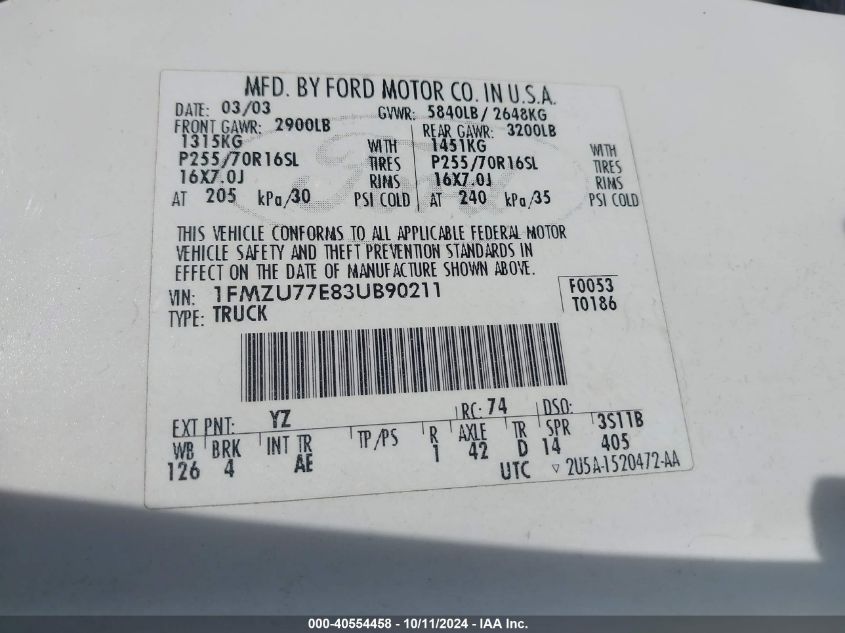 MFD. BY FORD MOTOR CO. IN U.S.A.
DATE: 03/03 GVWR: 5840LB / 2648KG
FRONT GAWR: 2900LB REAR GAWR: 3200LB
1315KG WITH 1451KG WITH
P255/70R16SL TIRES P255/70R16SL TIRES
16X7.0J RIMS 16X7.0J RIMS
AT 205 kPa/30 PSI COLD AT 240 kPa/35 PSI COLD
THIS VEHICLE CONFORMS TO ALL APPLICABLE FEDERAL MOTOR
VEHICLE SAFETY AND THEFT PREVENTION STANDARDS IN
EFFECT ON THE DATE OF MANUFACTURE SHOWN ABOVE.
VIN: 1FMZU77E83UB90211 F0053
TYPE: TRUCK T0186
EXT PNT: YZ RC: 74 DSO:
WB BRK INT TR TP/PS R AXLE TR SPR 3S11B
126 4 AE 1 42 D 14 405
UTC ▽ 2U5A-1520472-AA
000-40554458 - 10/11/2024 - IAA Inc.